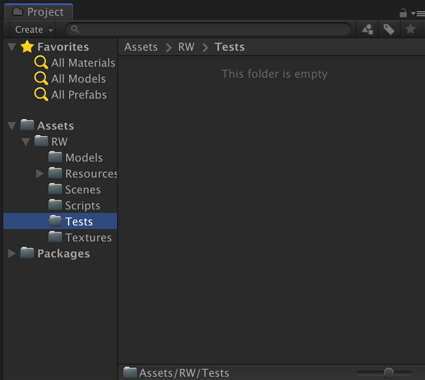 Project
Create
Favorites
All Materials
All Models
All Prefabs
Assets
RW
Models
Resources
Scenes
Scripts
Tests
Textures
Packages
Assets > RW > Tests
This folder is empty
Assets/RW/Tests